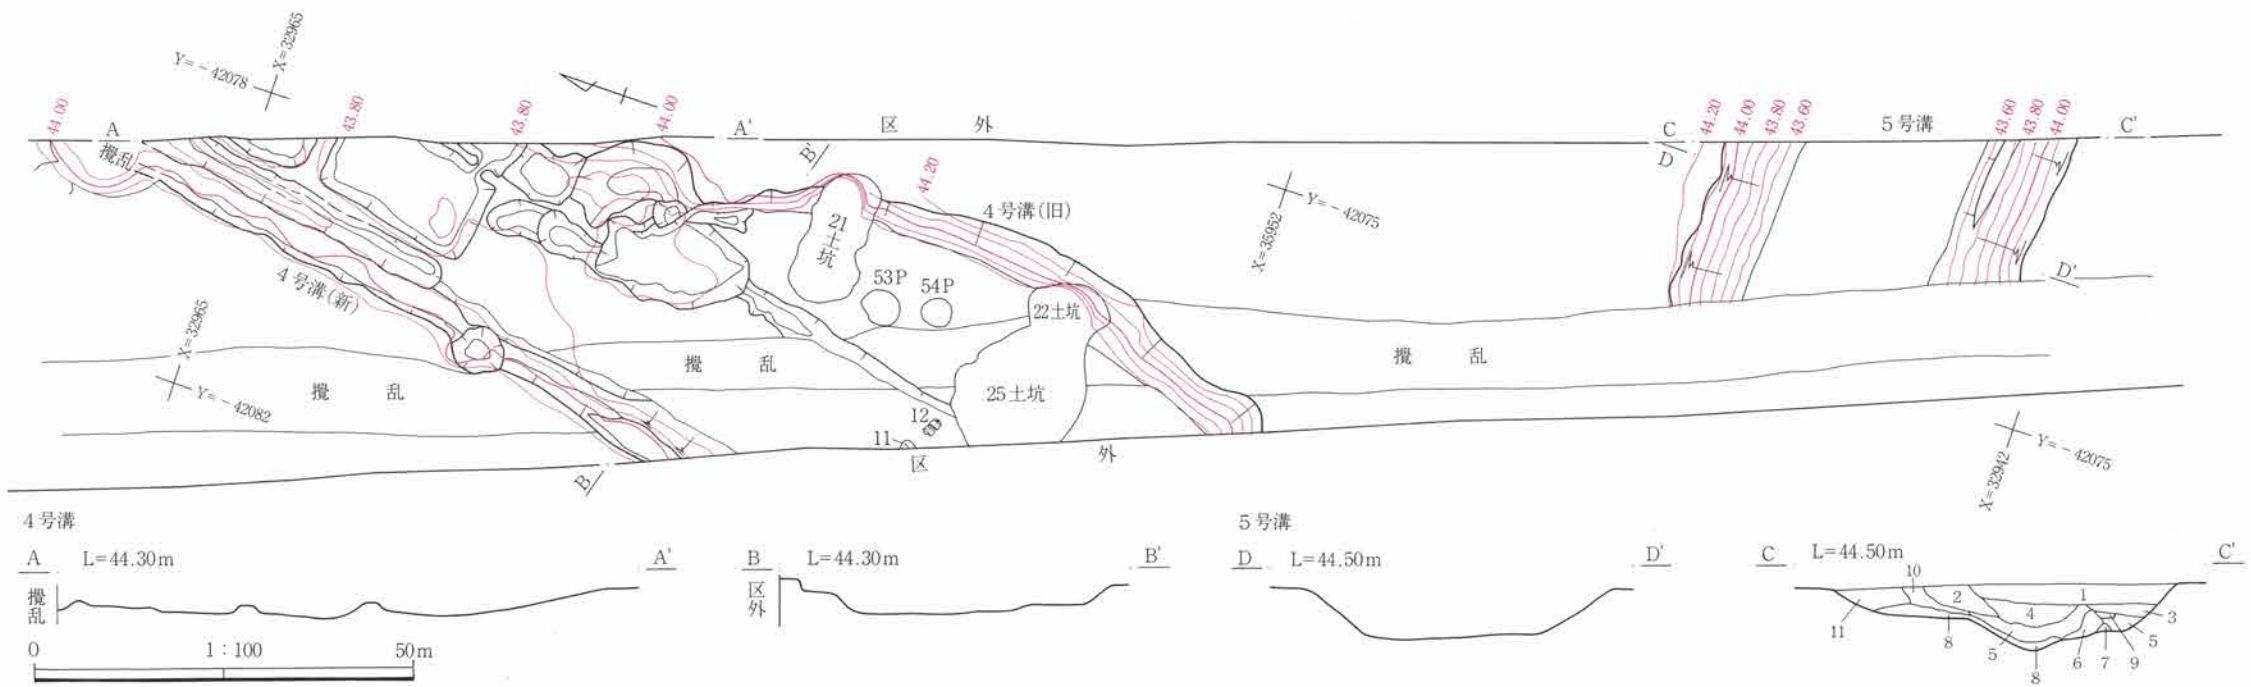 X=32965
Y=-42078
44.00
43.80
43.80
44.00
A
A'
区 外
C
D
44.20
44.00
43.80
43.60
5号溝
43.60
43.80
44.00
C'
攪乱
B'
44.20
21土坑
4号溝(旧)
X=35952
Y=-42075
D'
4号溝(新)
53P
54P
22土坑
X=32965
Y=-42082
攪 乱
攪 乱
攪 乱
25土坑
12
11
B
区 外
X=32942
Y=-42075
4号溝
5号溝
A L=44.30m A'
B L=44.30m B'
D L=44.50m D'
C L=44.50m C'
攪乱
区外
10
2
1
4
3
11
8
5
8
6
7
9
5
0 1:100 50m